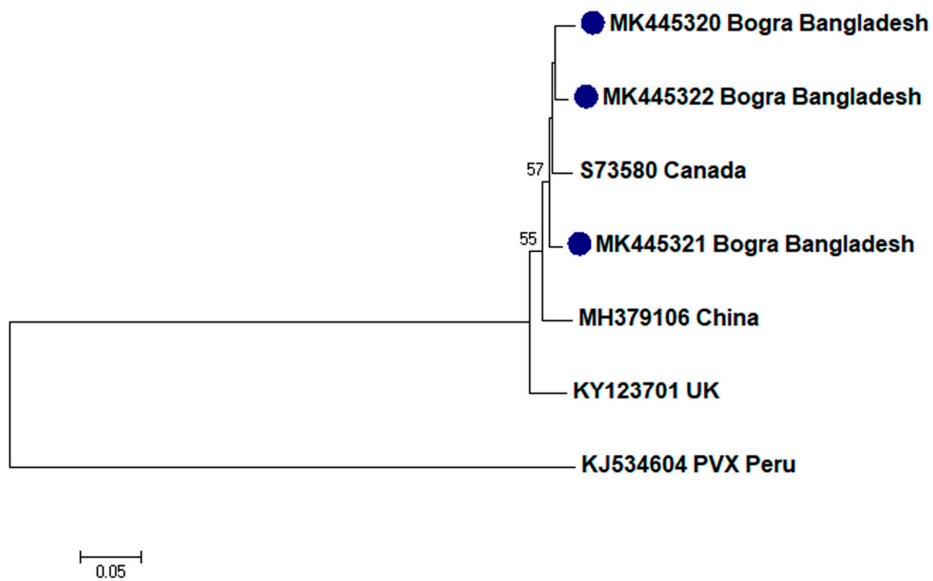 MK445320 Bogra Bangladesh
MK445322 Bogra Bangladesh
S73580 Canada
57
MK445321 Bogra Bangladesh
55
MH379106 China
KY123701 UK
KJ534604 PVX Peru
0.05